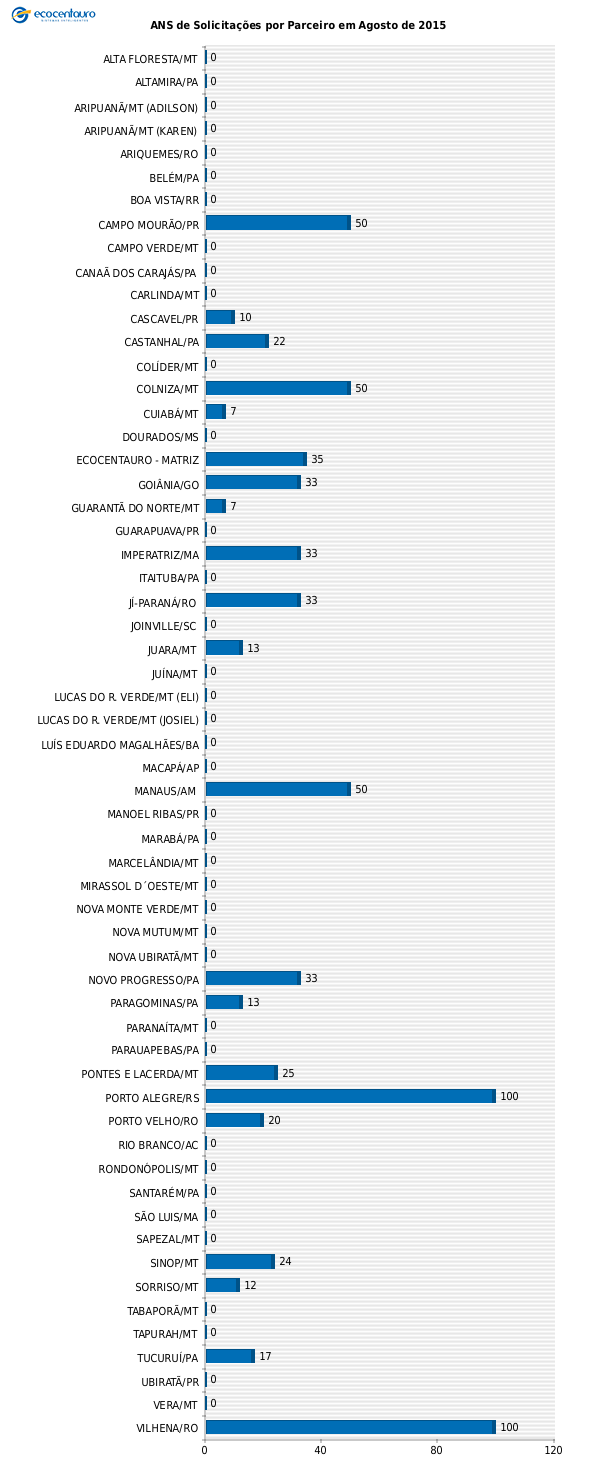 ecocentauro
ANS de Solicitações por Parceiro em Agosto de 2015
ALTA FLORESTA/MT 0
ALTAMIRA/PA 0
ARIPUANÃ/MT (ADILSON) 0
ARIPUANÃ/MT (KAREN) 0
ARIQUEMES/RO 0
BELÉM/PA 0
BOA VISTA/RR 0
CAMPO MOURÃO/PR 50
CAMPO VERDE/MT 0
CANAÃ DOS CARAJÁS/PA 0
CARLINDA/MT 0
CASCAVEL/PR 10
CASTANHAL/PA 22
COLÍDER/MT 0
COLNIZA/MT 50
CUIABÁ/MT 7
DOURADOS/MS 0
ECOCENTAURO - MATRIZ 35
GOIÂNIA/GO 33
GUARANTÃ DO NORTE/MT 7
GUARAPUAVA/PR 0
IMPERATRIZ/MA 33
ITAITUBA/PA 0
JÍ-PARANÁ/RO 33
JOINVILLE/SC 0
JUARA/MT 13
JUÍNA/MT 0
LUCAS DO R. VERDE/MT (ELI) 0
LUCAS DO R. VERDE/MT (JOSIEL) 0
LUÍS EDUARDO MAGALHÃES/BA 0
MACAPÁ/AP 0
MANAUS/AM 50
MANOEL RIBAS/PR 0
MARABÁ/PA 0
MARCELÂNDIA/MT 0
MIRASSOL D´OESTE/MT 0
NOVA MONTE VERDE/MT 0
NOVA MUTUM/MT 0
NOVA UBIRATÃ/MT 0
NOVO PROGRESSO/PA 33
PARAGOMINAS/PA 13
PARANAÍTA/MT 0
PARAUAPEBAS/PA 0
PONTES E LACERDA/MT 25
PORTO ALEGRE/RS 100
PORTO VELHO/RO 20
RIO BRANCO/AC 0
RONDONÓPOLIS/MT 0
SANTARÉM/PA 0
SÃO LUIS/MA 0
SAPEZAL/MT 0
SINOP/MT 24
SORRISO/MT 12
TABAPORÃ/MT 0
TAPURAH/MT 0
TUCURUÍ/PA 17
UBIRATÃ/PR 0
VERA/MT 0
VILHENA/RO 100
0 40 80 120